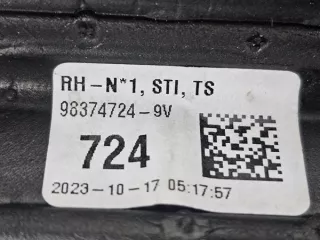 RH-N*1, STI, TS
98374724-9V
724
2023-10-17 05:17:57